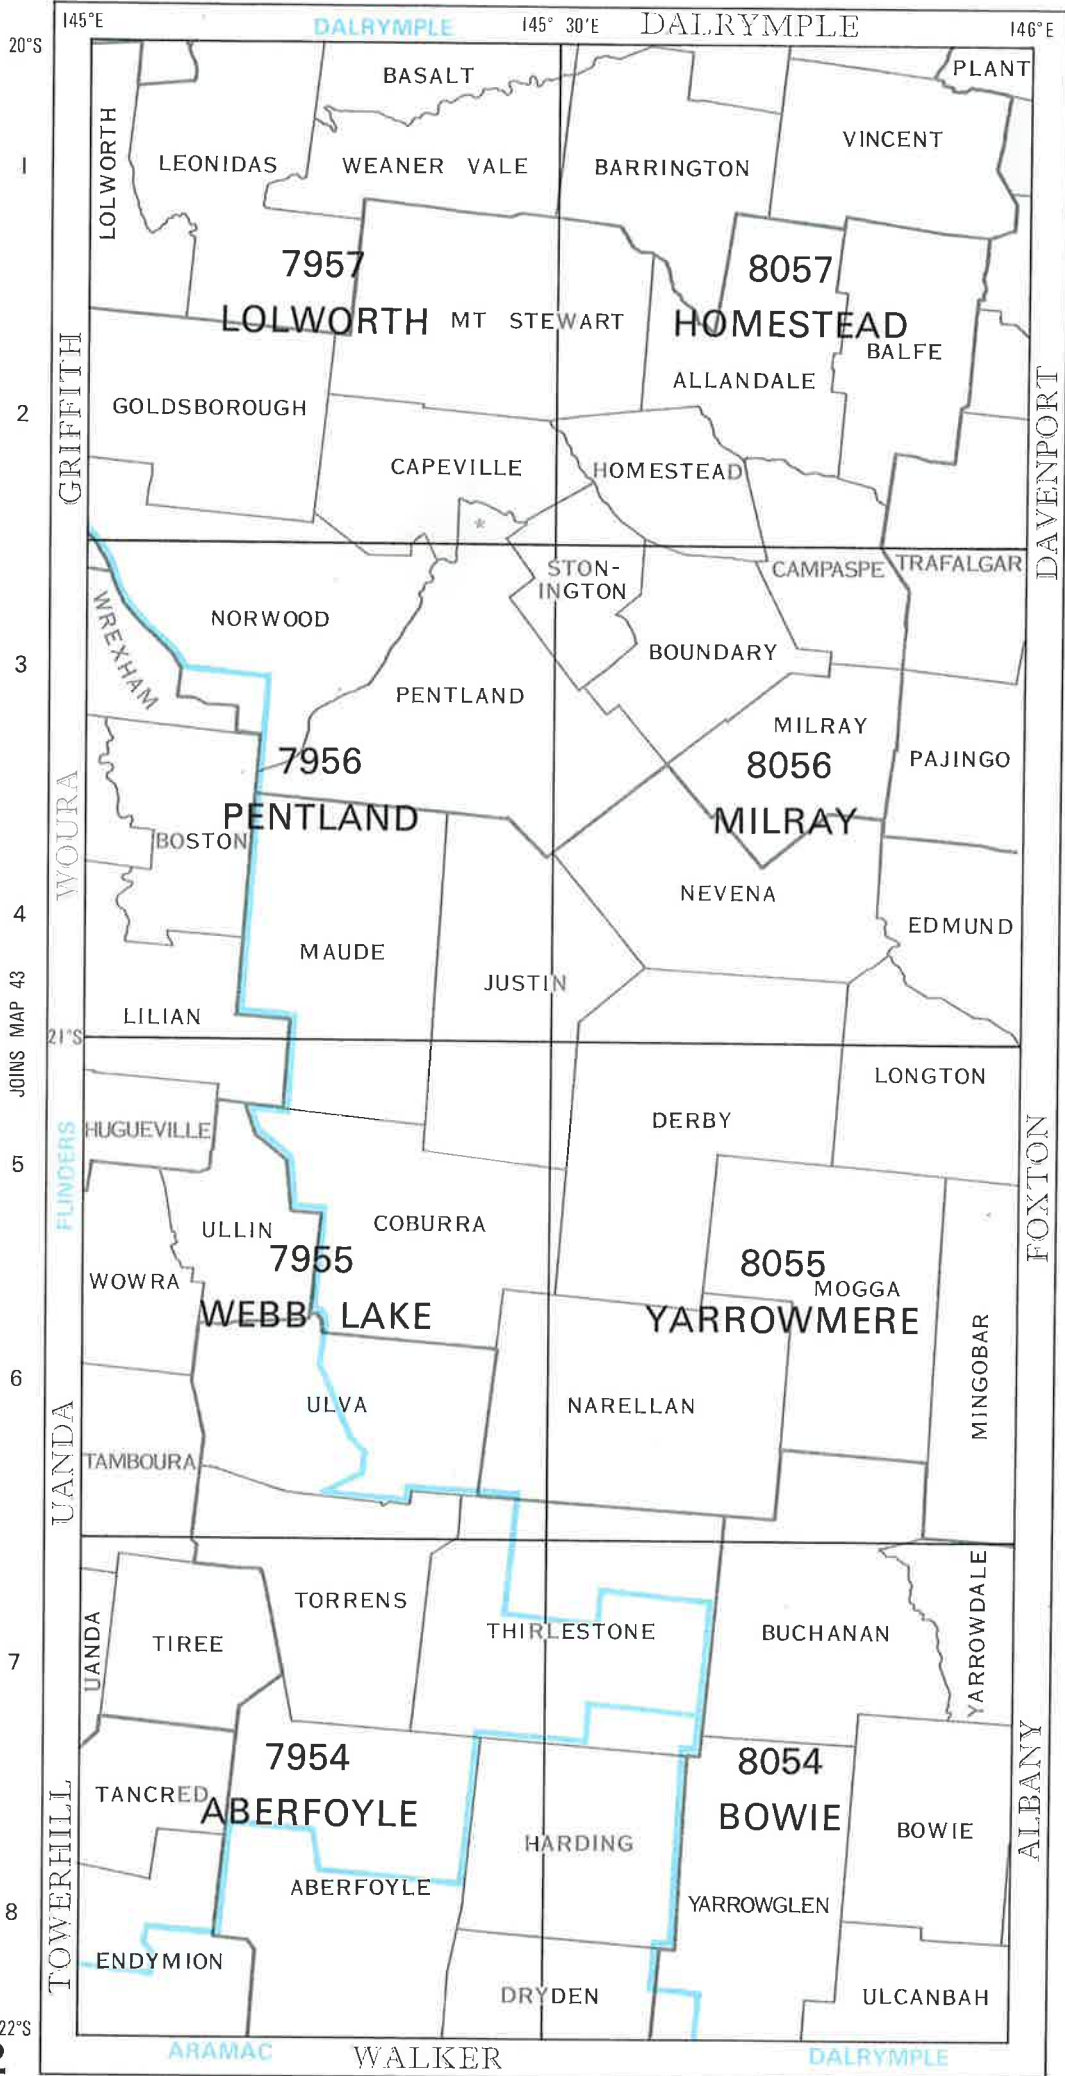 145°E
DALRYMPLE
145° 30'E
DALRYMPLE
146°E
20°S
BASALT
PLANT
LOLWORTH
LEONIDAS
WEANER VALE
BARRINGTON
VINCENT
1
7957
LOLWORTH
MT STEWART
8057
HOMESTEAD
BALFE
ALLANDALE
GRIFFITH
2
GOLDSBOROUGH
CAPEVILLE
HOMESTEAD
DAVENPORT
*
STON-
INGTON
CAMPASPE
TRAFALGAR
WREXHAM
NORWOOD
3
PENTLAND
BOUNDARY
MILRAY
7956
PENTLAND
8056
MILRAY
PAJINGO
WOURA
BOSTON
NEVENA
4
EDMUND
MAUDE
JUSTIN
JOINS MAP 43
LILIAN
21°S
LONGTON
HUGUEVILLE
DERBY
FLINDERS
5
FOXTON
ULLIN
COBURRA
7955
WEBB LAKE
WOWRA
8055
MOGGA
YARROWMERE
MINGOBAR
6
ULVA
NARELLAN
UANDA
TAMBOURA
TORRENS
THIRLESTONE
BUCHANAN
YARROWDALE
7
UANDA
TIREE
7954
ABERFOYLE
8054
BOWIE
ALBANY
TANCRED
HARDING
BOWIE
TOWERHILL
8
ABERFOYLE
YARROWGLEN
ENDYMION
DRYDEN
ULCANBAH
22°S
2
ARAMAC
WALKER
DALRYMPLE